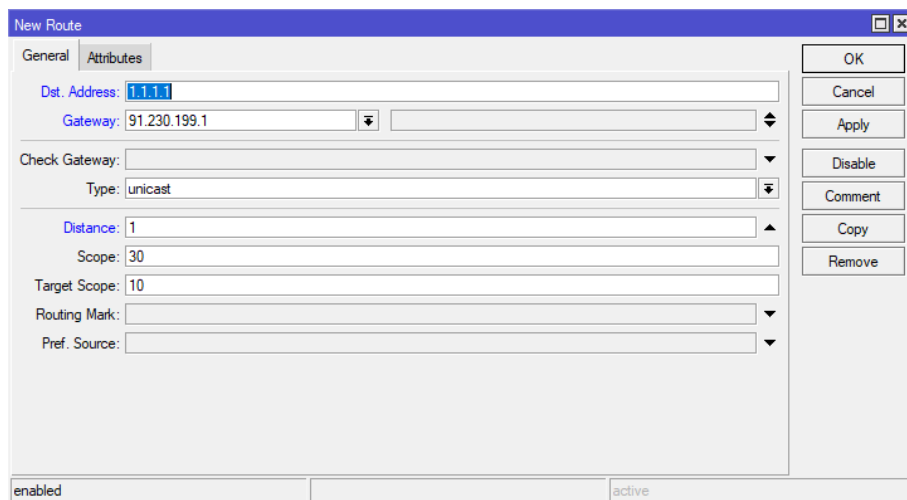 New Route
General Attributes
Dst. Address: 1.1.1.1
Gateway: 91.230.199.1
Check Gateway:
Type: unicast
Distance: 1
Scope: 30
Target Scope: 10
Routing Mark:
Pref. Source:
OK
Cancel
Apply
Disable
Comment
Copy
Remove
enabled
active